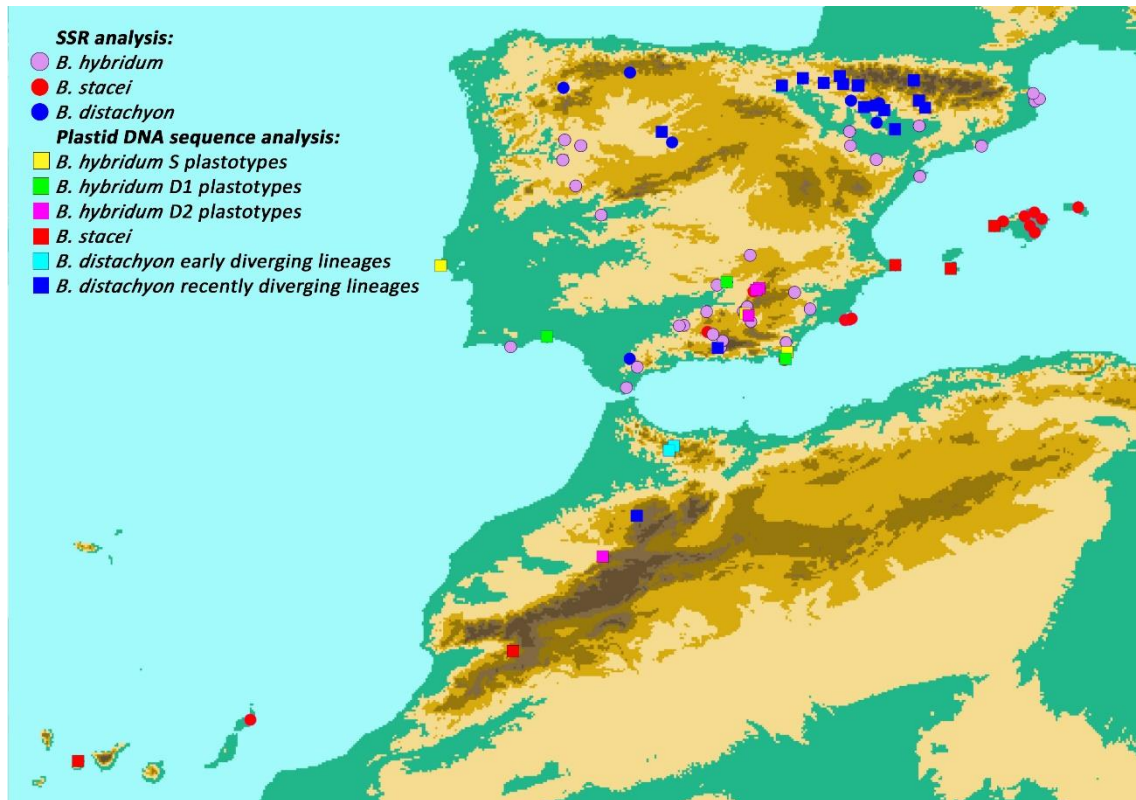 SSR analysis:
B. hybridum
B. stacei
B. distachyon
Plastid DNA sequence analysis:
B. hybridum S plastotypes
B. hybridum D1 plastotypes
B. hybridum D2 plastotypes
B. stacei
B. distachyon early diverging lineages
B. distachyon recently diverging lineages